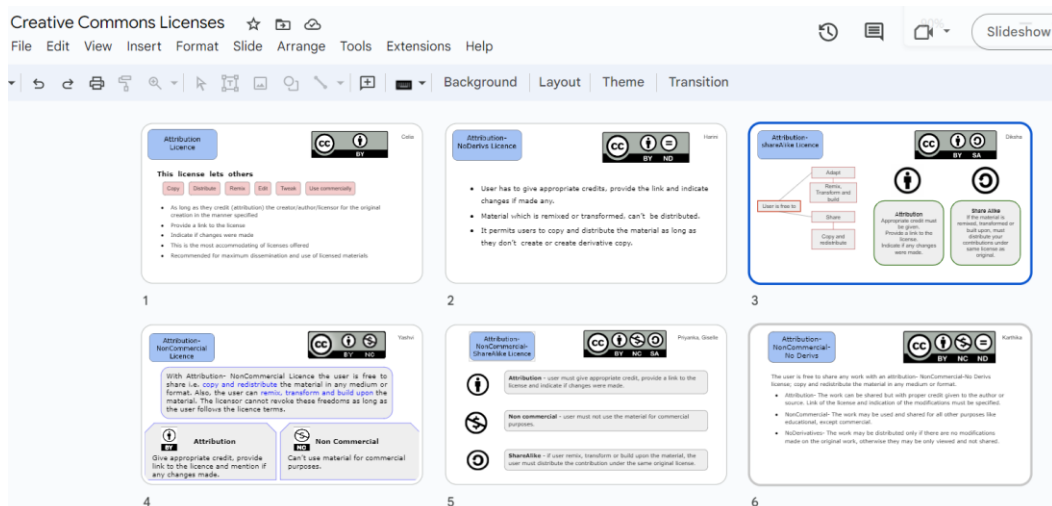 Creative Commons Licenses
File Edit View Insert Format Slide Arrange Tools Extensions Help
90%
Slideshow
Background Layout Theme Transition
Attribution
Licence
BY
Celia
This license lets others
Copy Distribute Remix Edit Tweak Use commercially
As long as they credit (attribution) the creator/author/licensor for the original
creation in the manner specified
Provide a link to the license
Indicate if changes were made
This is the most accommodating of licenses offered
Recommended for maximum dissemination and use of licensed materials
1
Attribution-
NoDerivs Licence
BY ND
User has to give appropriate credits, provide the link and indicate
changes if made any.
Material which is remixed or transformed, can't be distributed.
It permits users to copy and distribute the material as long as
they don't create or create derivative copy.
2
Attribution-
shareAlike Licence
BY SA
Diksha
User is free to
Adapt
Remix,
Transform and
build
Share
Copy and
redistribute
Attribution
Appropriate credit must
be given.
Provide a link to the
license.
Indicate if any changes
were made.
Share Alike
If the material is
remixed, transformed or
built upon, must
distribute your
contributions under
same license as
original.
3
Attribution-
NonCommercial
Licence
BY NC
Yashvi
With Attribution- NonCommercial Licence the user is free to
share i.e. copy and redistribute the material in any medium or
format. Also, the user can remix, transform and build upon the
material. The licensor cannot revoke these freedoms as long as
the user follows the licence terms.
BY
Attribution
Give appropriate credit, provide
link to the licence and mention if
any changes made.
NC
Non Commercial
Can't use material for commercial
purposes.
4
Attribution-
NonCommercial-
ShareAlike Licence
BY NC SA
Priyanka, Giselle
Attribution - user must give appropriate credit, provide a link to the
license and indicate if changes were made.
Non commercial - user must not use the material for commercial
purposes.
ShareAlike - if user remix, transform or build upon the material, the
user must distribute the contribution under the same original license.
5
Attribution-
NonCommercial-
No Derivs
BY NC ND
Karthika
The user is free to share any work with an attribution- NonCommercial-No Derivs
license; copy and redistribute the material in any medium or format.
Attribution- The work can be shared but with proper credit given to the author or
source. Link of the license and indication of the modifications must be specified.
NonCommercial- The work may be used and shared for all other purposes like
educational, except commercial.
NoDerivatives- The work may be distributed only if there are no modifications
made on the original work, otherwise they may be only viewed and not shared.
6